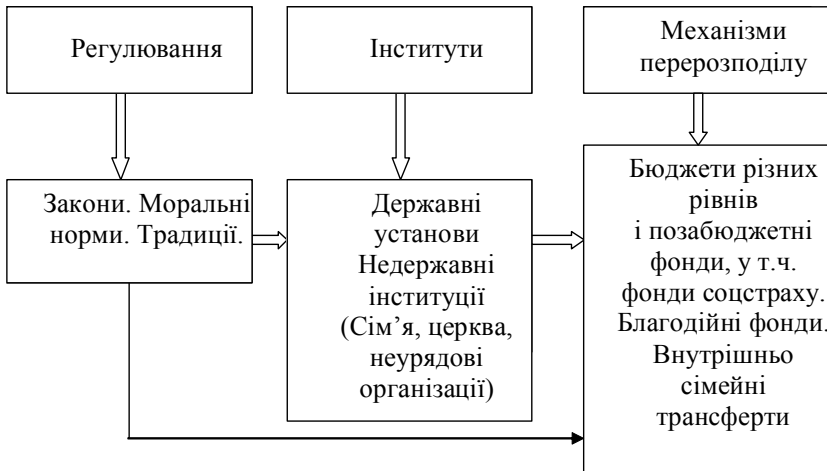 Регулювання
Інститути
Механізми
перерозподілу
Закони. Моральні
норми. Традиції.
Державні
установи
Недержавні
інституції
(Сім’я, церква,
неурядові
організації)
Бюджети різних
рівнів
і позабюджетні
фонди, у т.ч.
фонди соцстраху.
Благодійні фонди.
Внутрішньо
сімейні
трансферти